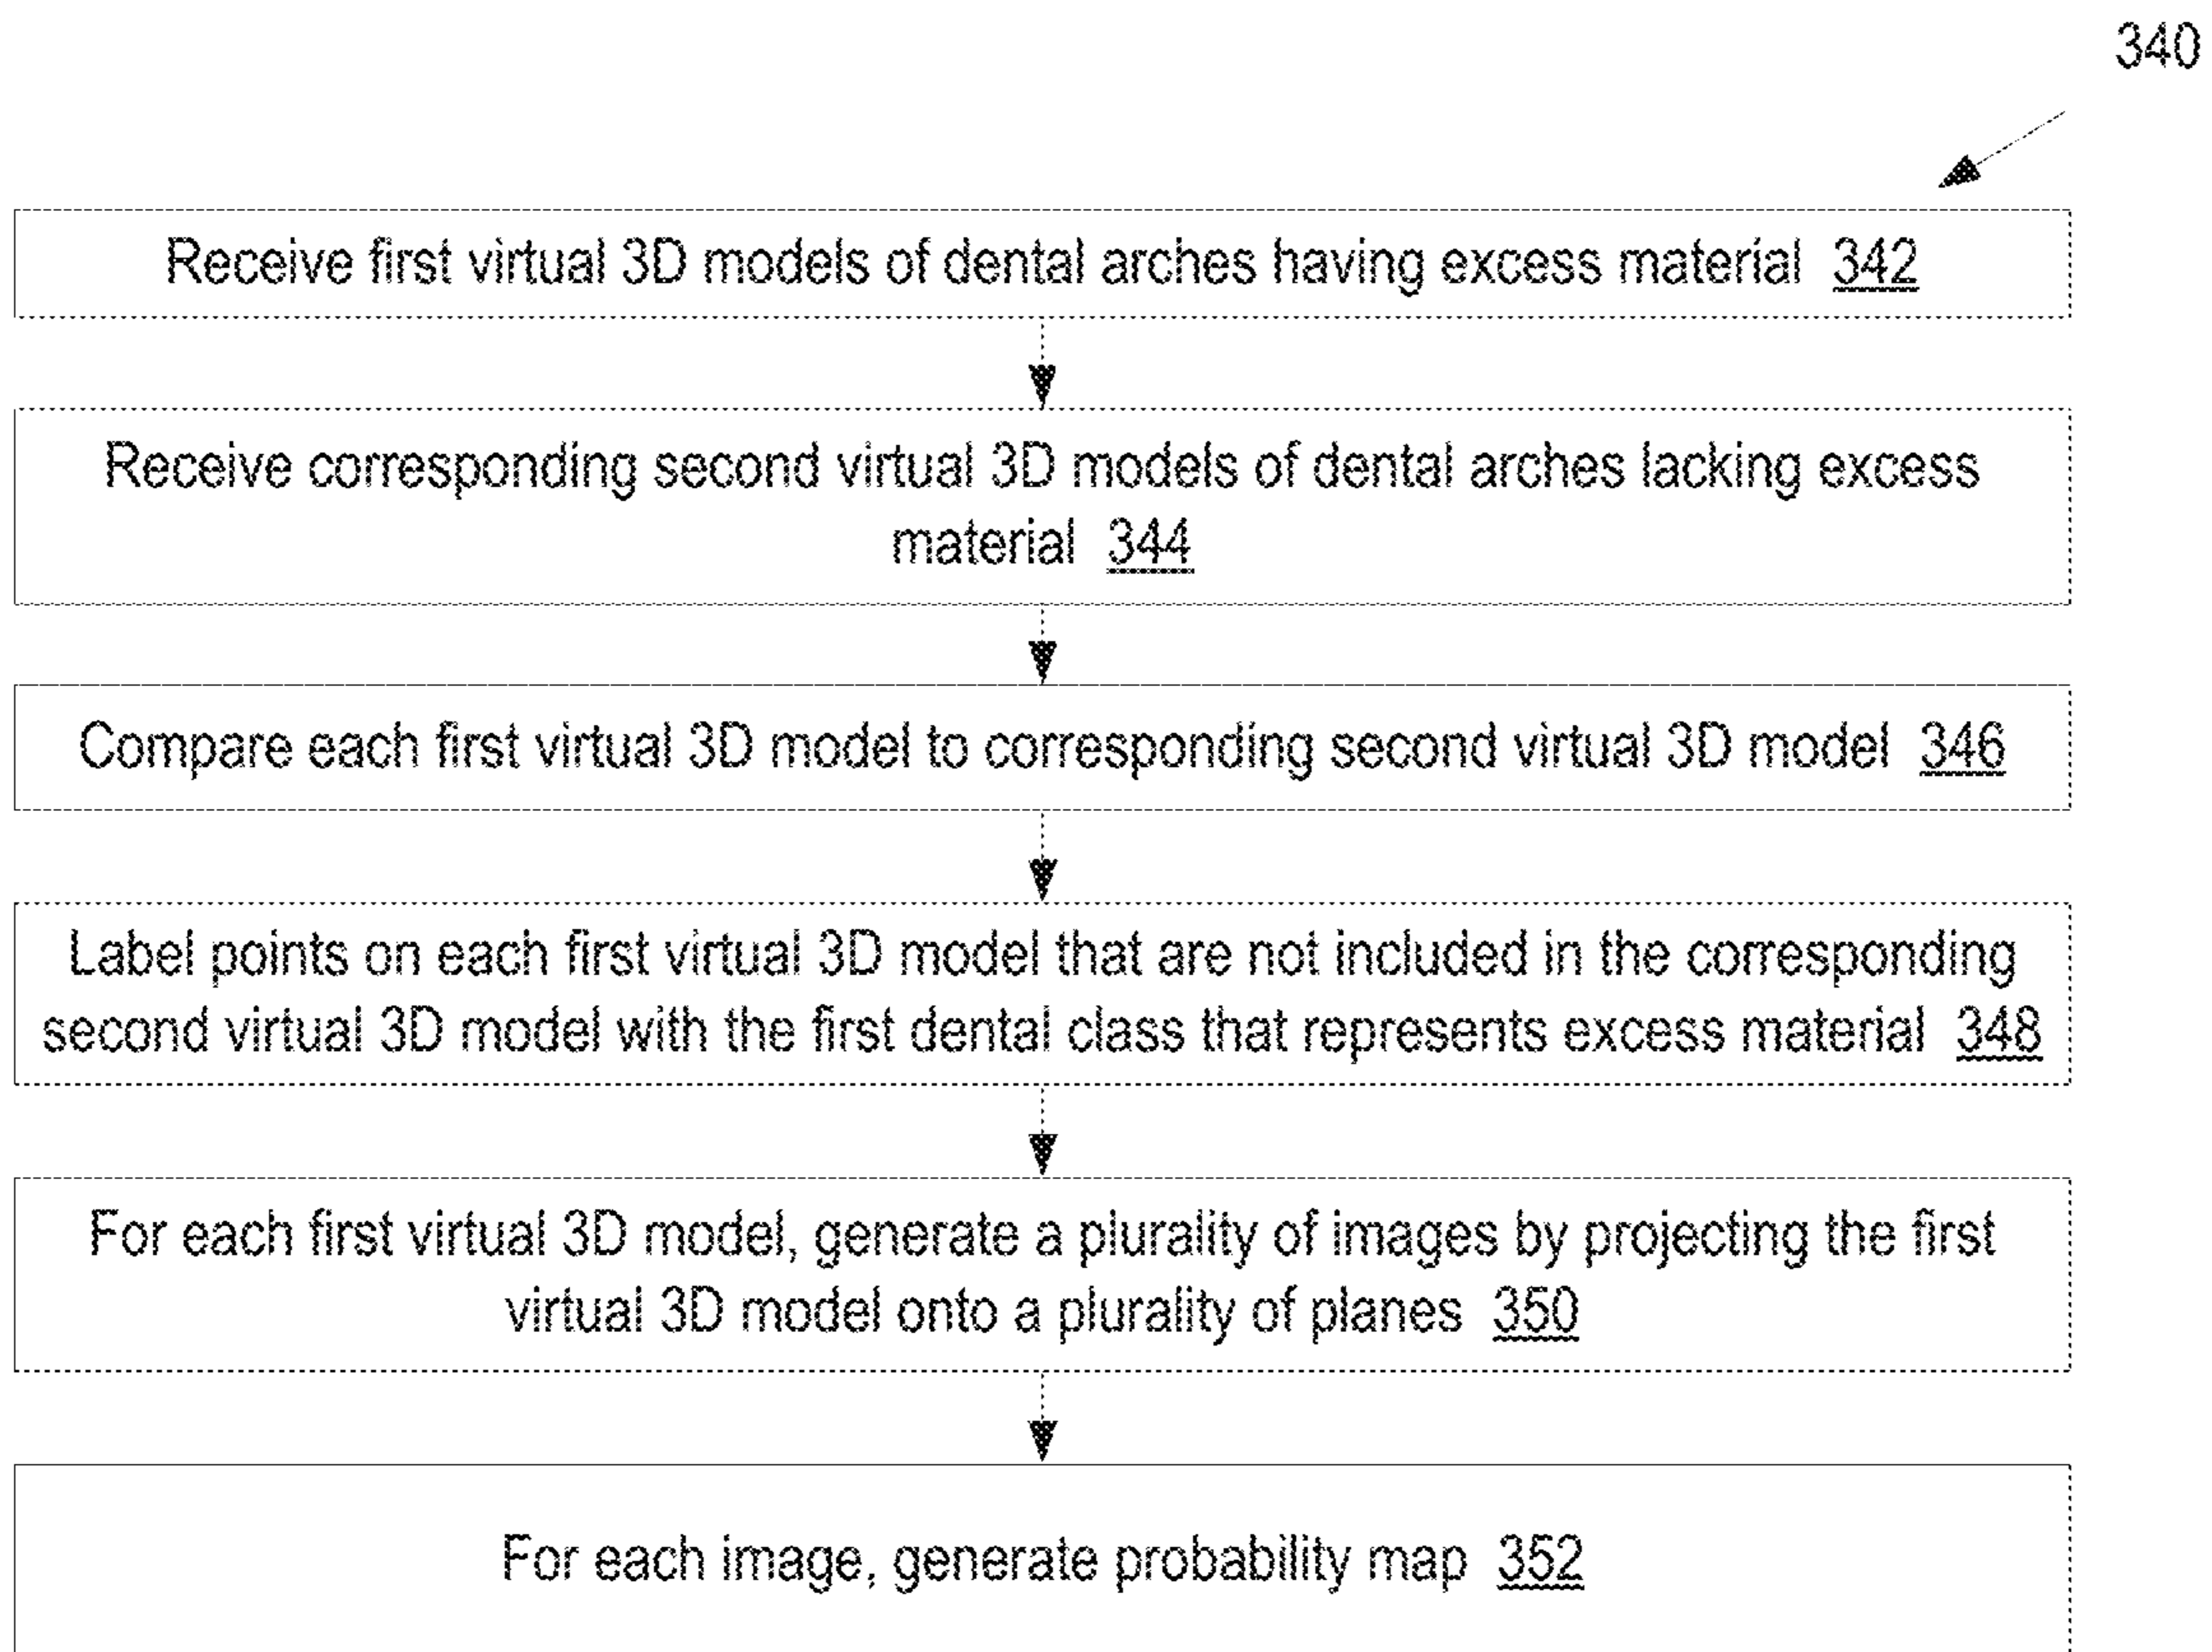 340
Receive first virtual 3D models of dental arches having excess material 342
Receive corresponding second virtual 3D models of dental arches lacking excess
material 344
Compare each first virtual 3D model to corresponding second virtual 3D model 346
Label points on each first virtual 3D model that are not included in the corresponding
second virtual 3D model with the first dental class that represents excess material 348
For each first virtual 3D model, generate a plurality of images by projecting the first
virtual 3D model onto a plurality of planes 350
For each image, generate probability map 352